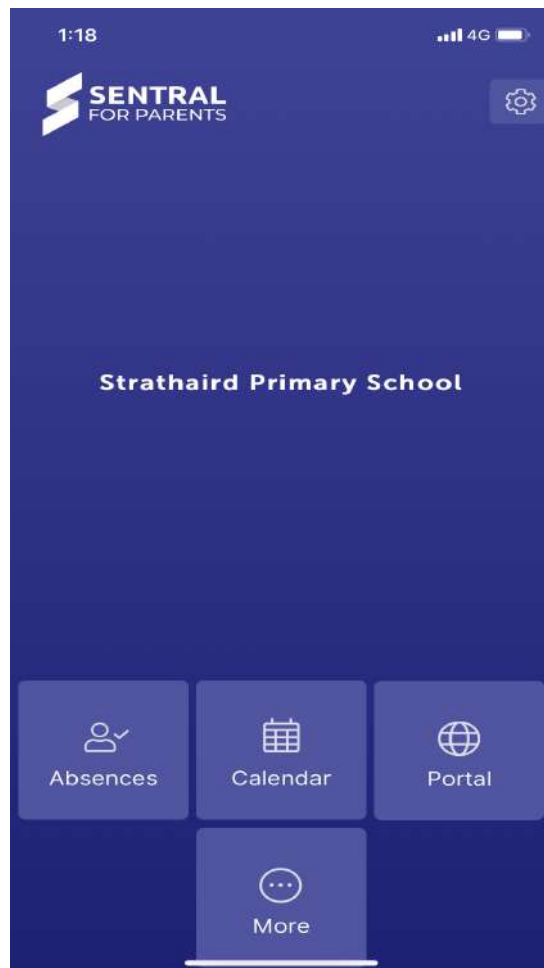 1:18
4G
SENTRAL
FOR PARENTS
Strathaird Primary School
Absences
Calendar
Portal
More